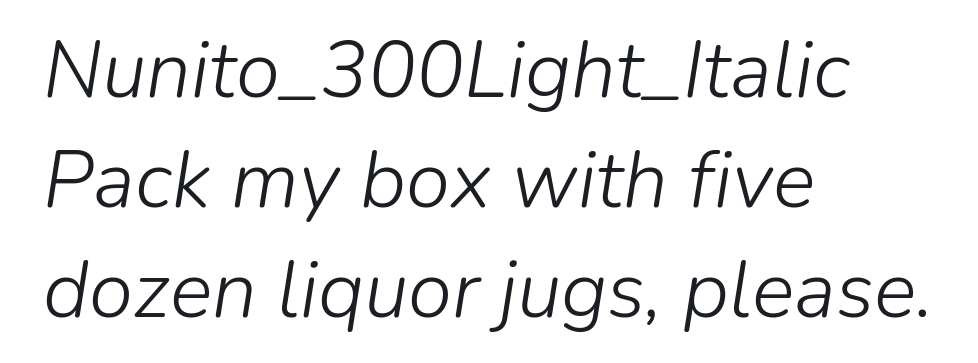 Nunito_300Light_Italic
Pack my box with five
dozen liquor jugs, please.